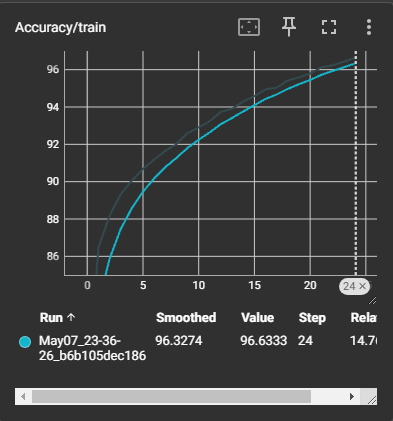 Accuracy/train
96
94
92
90
88
86
0 5 10 15 20
24 ×
Run ↑ Smoothed Value Step
May07_23-36-
26_b6b105dec186 96.3274 96.6333 24